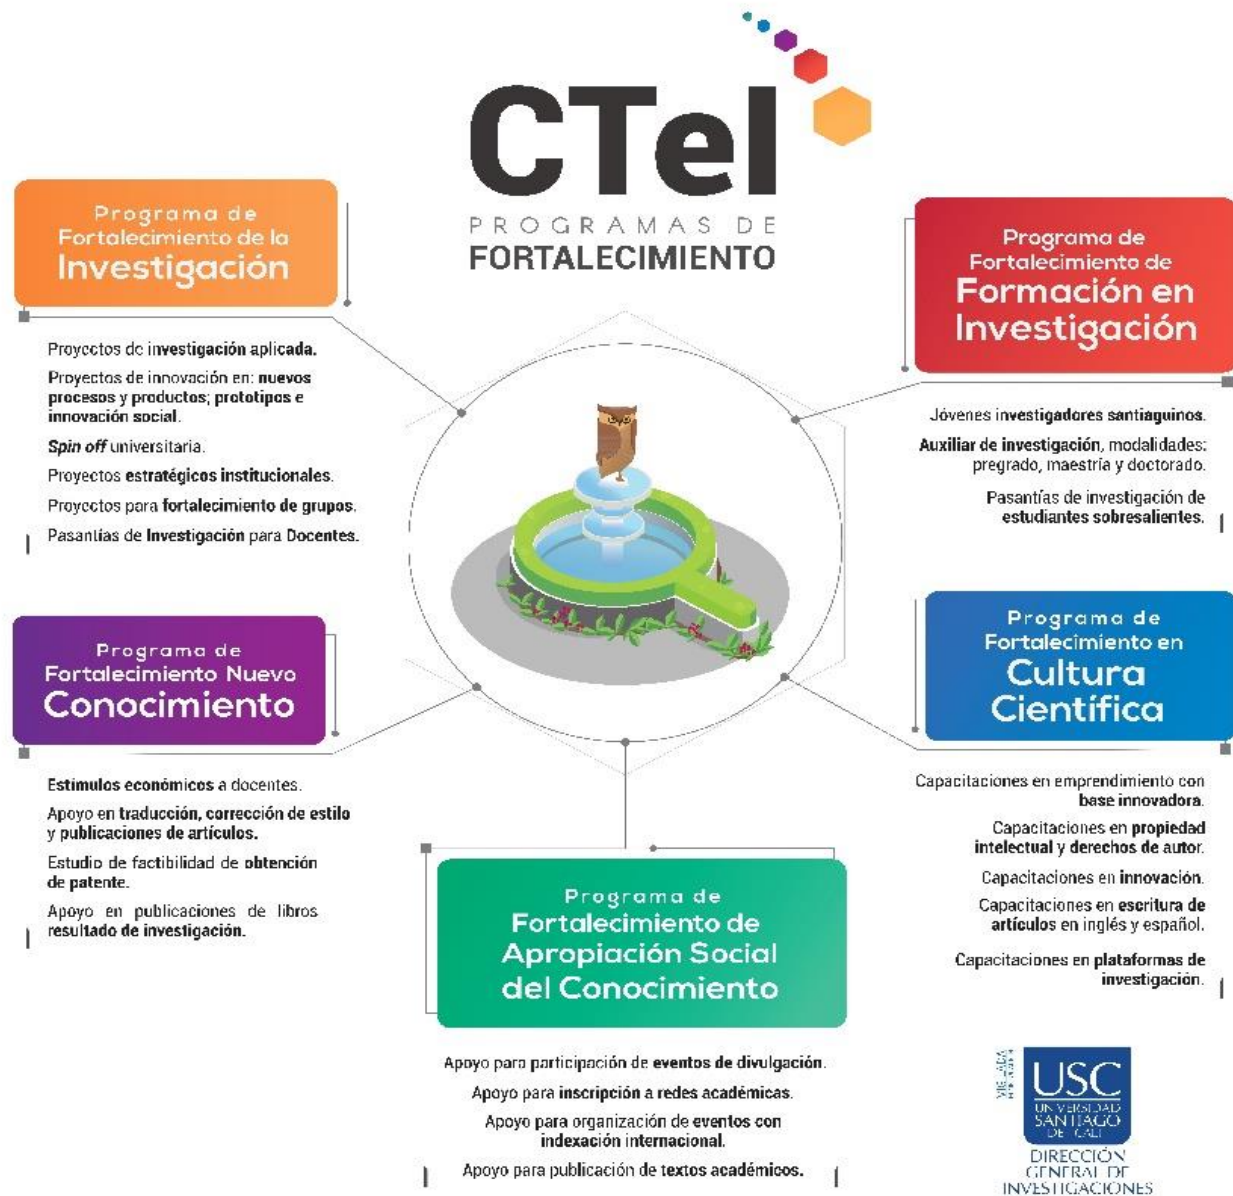 CTeI
PROGRAMAS DE
FORTALECIMIENTO
Programa de
Fortalecimiento de la
Investigación
Proyectos de investigación aplicada.
Proyectos de innovación en: nuevos
procesos y productos; prototipos e
innovación social.
Spin off universitaria.
Proyectos estratégicos institucionales.
Proyectos para fortalecimiento de grupos.
Pasantías de Investigación para Docentes.
Programa de
Fortalecimiento de
Formación en
Investigación
Jóvenes investigadores santiaguinos.
Auxiliar de investigación, modalidades:
pregrado, maestría y doctorado.
Pasantías de investigación de
estudiantes sobresalientes.
Programa de
Fortalecimiento Nuevo
Conocimiento
Estímulos económicos a docentes.
Apoyo en traducción, corrección de estilo
y publicaciones de artículos.
Estudio de factibilidad de obtención
de patente.
Apoyo en publicaciones de libros
resultado de investigación.
Programa de
Fortalecimiento en
Cultura
Científica
Capacitaciones en emprendimiento con
base innovadora.
Capacitaciones en propiedad
intelectual y derechos de autor.
Capacitaciones en innovación.
Capacitaciones en escritura de
artículos en inglés y español.
Capacitaciones en plataformas de
investigación.
Programa de
Fortalecimiento de
Apropiación Social
del Conocimiento
Apoyo para participación de eventos de divulgación.
Apoyo para inscripción a redes académicas.
Apoyo para organización de eventos con
indexación internacional.
Apoyo para publicación de textos académicos.
VIGILADA
USC
UNIVERSIDAD
SANTIAGO
DE CALI
DIRECCIÓN
GENERAL DE
INVESTIGACIONES